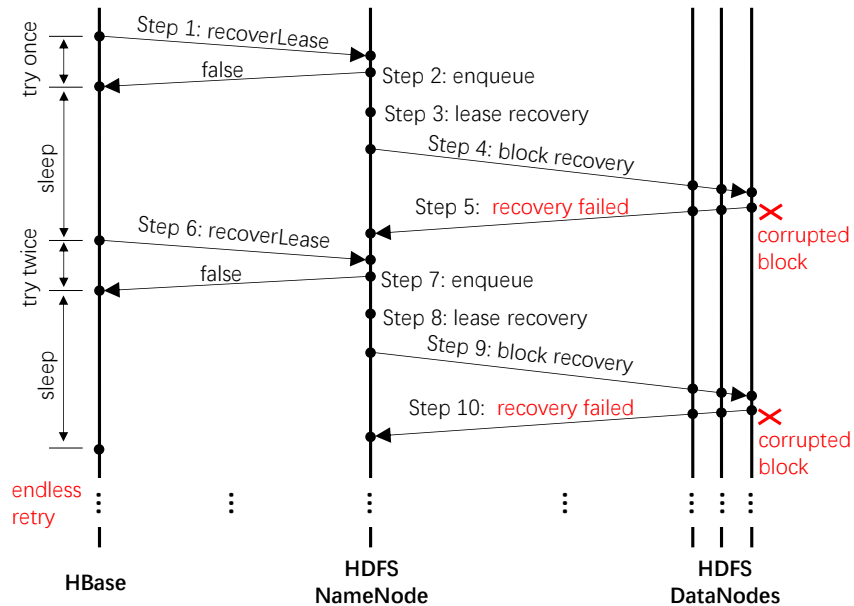 Step 1: recoverLease
try once
false
Step 2: enqueue
Step 3: lease recovery
sleep
Step 4: block recovery
Step 5: recovery failed
corrupted
block
Step 6: recoverLease
try twice
false
Step 7: enqueue
Step 8: lease recovery
sleep
Step 9: block recovery
Step 10: recovery failed
corrupted
block
endless
retry
HBase
HDFS
NameNode
HDFS
DataNodes